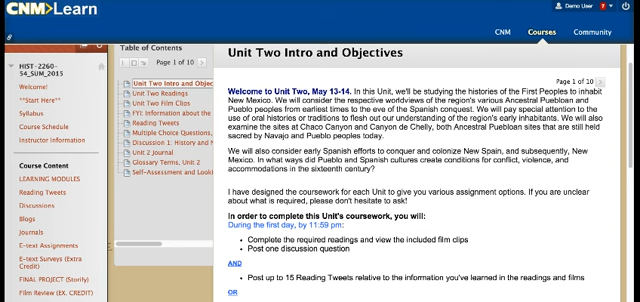 CNM>Learn
Demo User 7
CNM
Courses
Community
HIST-2260-
54_SUM_2015
Welcome!
**Start Here**
Syllabus
Course Schedule
Instructor Information
Course Content
LEARNING MODULES
Reading Tweets
Discussions
Blogs
Journals
E-text Assignments
E-text Surveys (Extra
Credit)
FINAL PROJECT (Storify)
Film Review (EX. CREDIT)
Table of Contents
Page 1 of 10
Unit Two Intro and Objec
Unit Two Readings
Unit Two Film Clips
FYI: Information about the
Reading Tweets
Multiple Choice Questions,
Discussion 1: History and M
Unit 2 Journal
Glossary Terms, Unit 2
Self-Assessment and Look
Unit Two Intro and Objectives
Page 1 of 10
Welcome to Unit Two, May 13-14. In this Unit, we'll be studying the histories of the First Peoples to inhabit
New Mexico. We will consider the respective worldviews of the region's various Ancestral Puebloan and
Pueblo peoples from earliest times to the eve of the Spanish conquest. We will pay special attention to the
use of oral histories or traditions to flesh out our understanding of the region's early inhabitants. We will also
examine the sites at Chaco Canyon and Canyon de Chelly, both Ancestral Puebloan sites that are still held
sacred by Navajo and Pueblo peoples today.
We will also consider early Spanish efforts to conquer and colonize New Spain, and subsequently, New
Mexico. In what ways did Pueblo and Spanish cultures create conditions for conflict, violence, and
accommodations in the sixteenth century?
I have designed the coursework for each Unit to give you various assignment options. If you are unclear
about what is required, please don't hesitate to ask!
In order to complete this Unit's coursework, you will:
During the first day, by 11:59 pm:
• Complete the required readings and view the included film clips
• Post one discussion question
AND
• Post up to 15 Reading Tweets relative to the information you've learned in the readings and films
OR